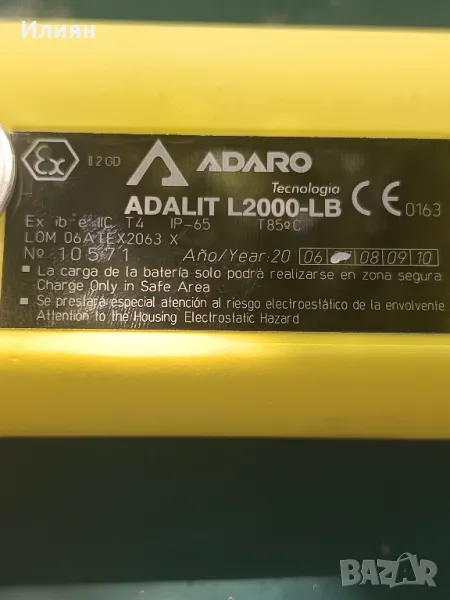 Илиян
Ex II 2 GD ADARO
Tecnologia
ADALIT L2000-LB CE 0163
Ex ib e IIC T4 IP-65 T85ºC
LOM 06ATEX2063 X
Nº 10571 Año/Year: 20 06 08 09 10
- La carga de la batería solo podrá realizarse en zona segura
Charge Only in Safe Area
- Se prestará especial atención al riesgo electroestático de la envolvente
Attention to the Housing Electrostatic Hazard
BAZAR.bg